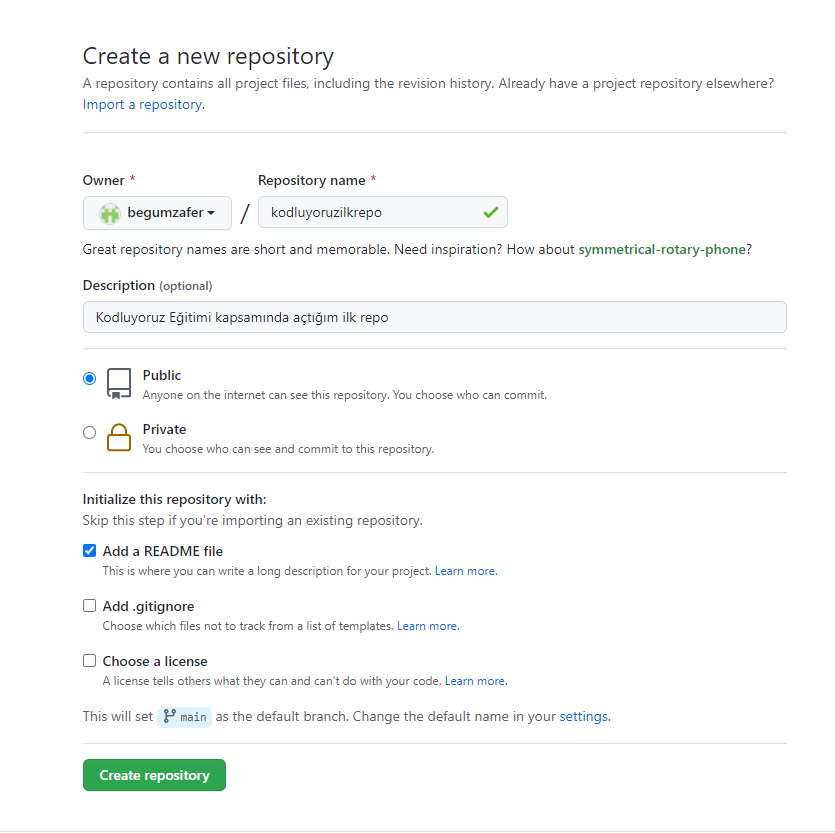 Create a new repository
A repository contains all project files, including the revision history. Already have a project repository elsewhere?
Import a repository.
Owner *
Repository name *
begumzafer
/
kodluyoruzilkrepo
Great repository names are short and memorable. Need inspiration? How about symmetrical-rotary-phone?
Description (optional)
Kodluyoruz Eğitimi kapsamında açtığım ilk repo
Public
Anyone on the internet can see this repository. You choose who can commit.
Private
You choose who can see and commit to this repository.
Initialize this repository with:
Skip this step if you're importing an existing repository.
Add a README file
This is where you can write a long description for your project. Learn more.
Add .gitignore
Choose which files not to track from a list of templates. Learn more.
Choose a license
A license tells others what they can and can't do with your code. Learn more.
This will set main as the default branch. Change the default name in your settings.
Create repository